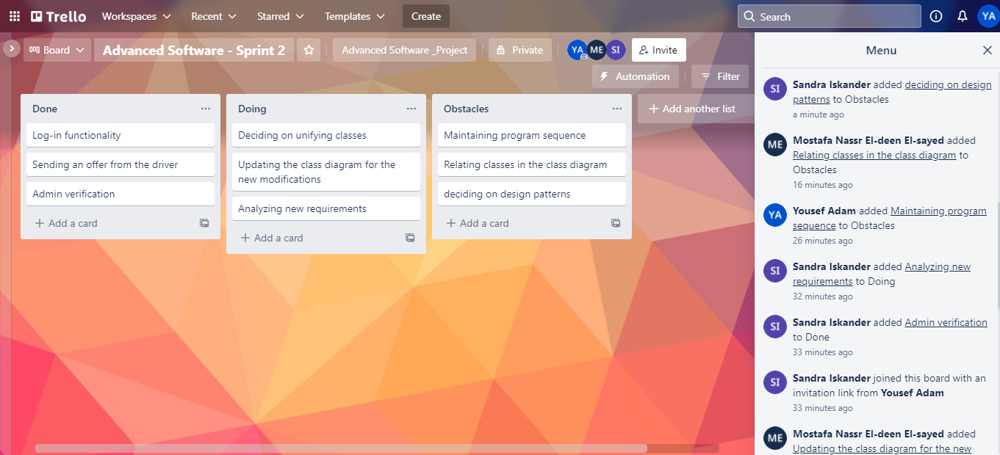 Trello
Workspaces
Recent
Starred
Templates
Create
Search
YA
Board
Advanced Software - Sprint 2
Advanced Software _Project
Private
YA
ME
SI
Invite
Automation
Filter
Done
Log-in functionality
Sending an offer from the driver
Admin verification
Add a card
Doing
Deciding on unifying classes
Updating the class diagram for the
new modifications
Analyzing new requirements
Add a card
Obstacles
Maintaining program sequence
Relating classes in the class diagram
deciding on design patterns
Add a card
Add another list
Menu
SI
Sandra Iskander added deciding on design
patterns to Obstacles
a minute ago
ME
Mostafa Nassr El-deen El-sayed added
Relating classes in the class diagram to
Obstacles
16 minutes ago
YA
Yousef Adam added Maintaining program
sequence to Obstacles
26 minutes ago
SI
Sandra Iskander added Analyzing new
requirements to Doing
32 minutes ago
SI
Sandra Iskander added Admin verification
to Done
33 minutes ago
SI
Sandra Iskander joined this board with an
invitation link from Yousef Adam
33 minutes ago
ME
Mostafa Nassr El-deen El-sayed added
Updating the class diagram for the new